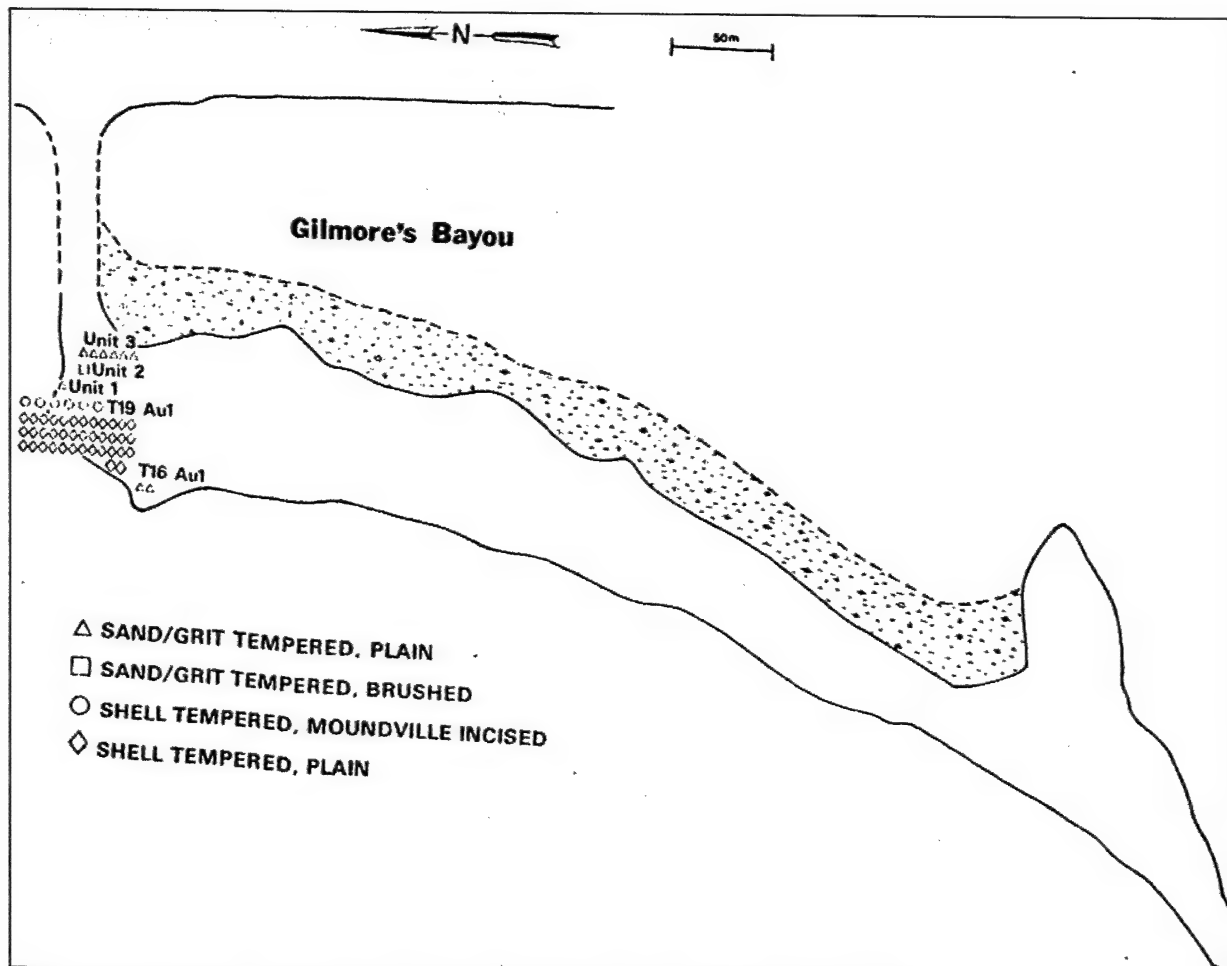 N
50m
Gilmore's Bayou
Unit 3
Unit 2
Unit 1
T19 Au1
T16 Au1
SAND/GRIT TEMPERED, PLAIN
SAND/GRIT TEMPERED, BRUSHED
SHELL TEMPERED, MOUNDVILLE INCISED
SHELL TEMPERED, PLAIN